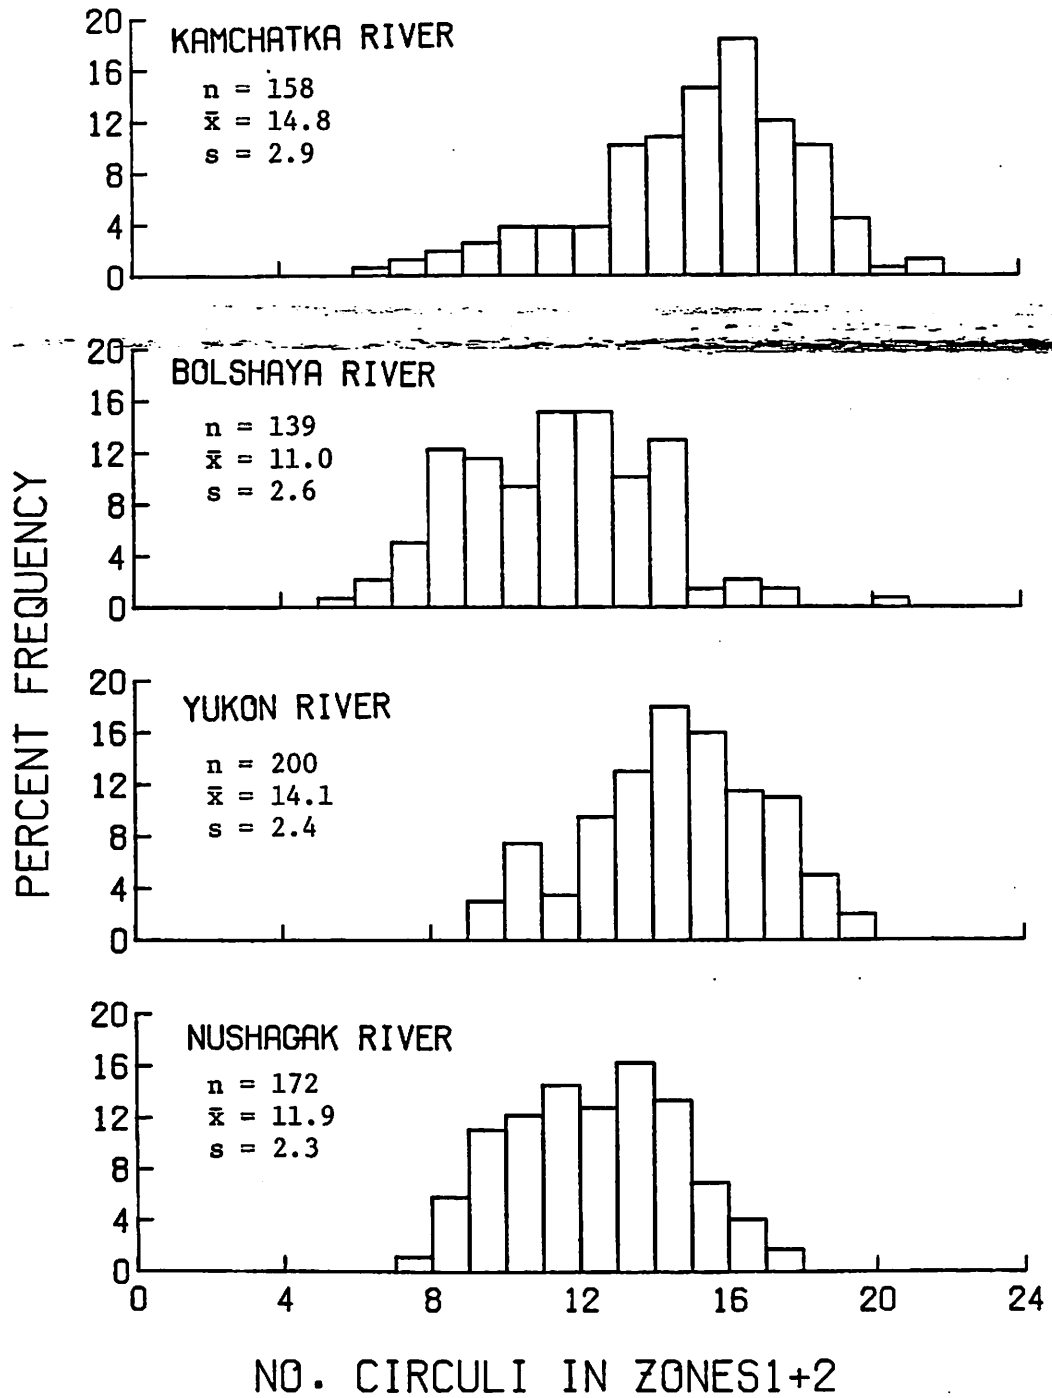 20
KAMCHATKA RIVER
16
n = 158
12
x̄ = 14.8
s = 2.9
8
4
0
20
BOLSHAYA RIVER
16
n = 139
12
x̄ = 11.0
s = 2.6
8
4
0
PERCENT FREQUENCY
20
YUKON RIVER
16
n = 200
12
x̄ = 14.1
s = 2.4
8
4
0
20
NUSHAGAK RIVER
16
n = 172
12
x̄ = 11.9
s = 2.3
8
4
0
0 4 8 12 16 20 24
NO. CIRCULI IN ZONES1+2